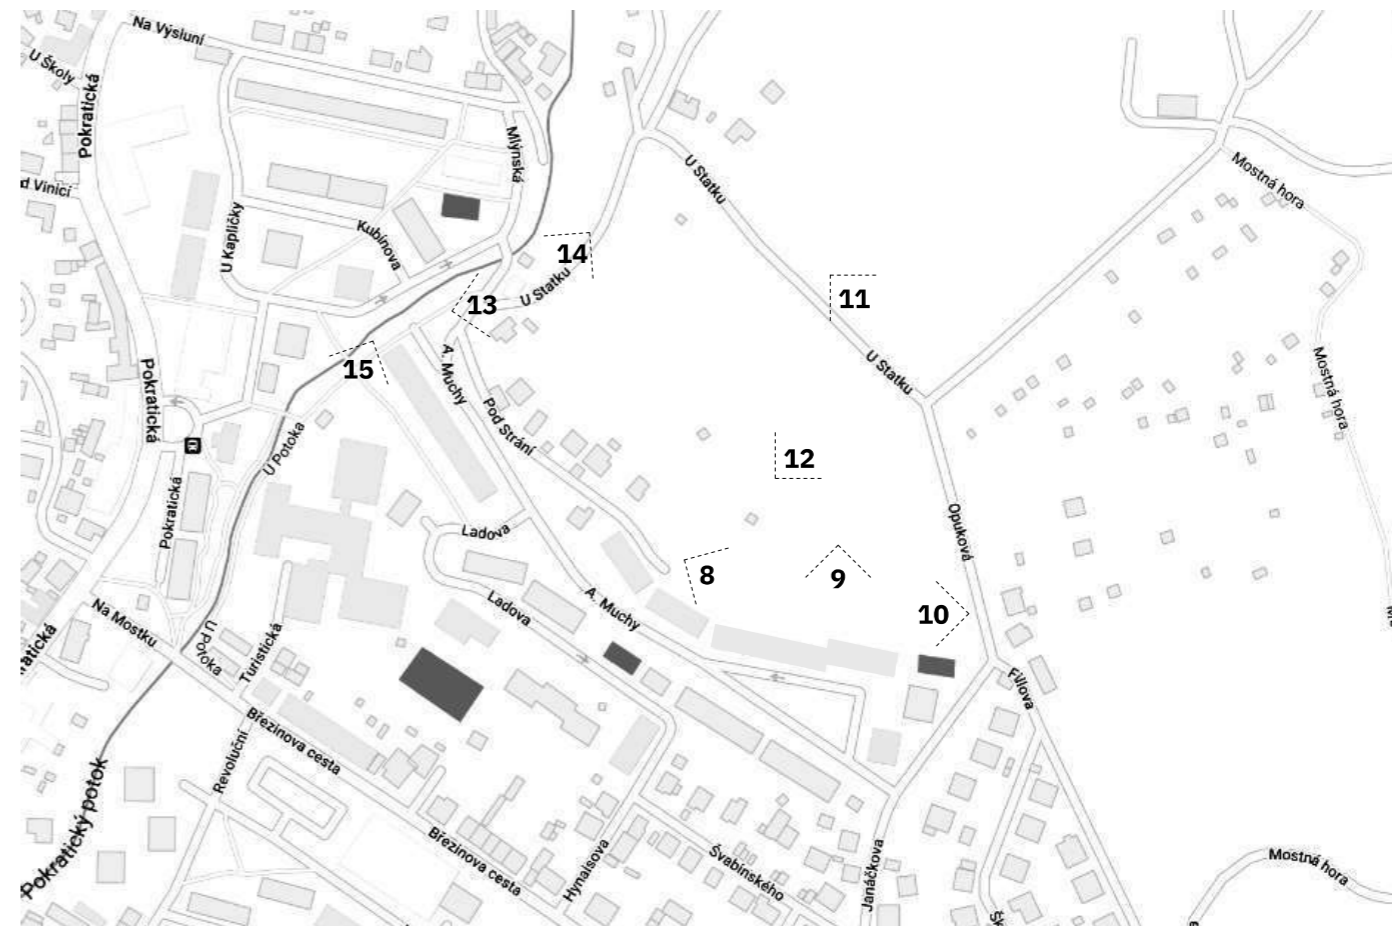 Na Výsluní
U Školy
Pokratická
Mlýnská
U Statku
Mostná hora
d Vinicí
U Kapličky
Kubínova
14
U Statku
13
11
U Statku
15
A. Muchy
Pod Strání
Pokratická
Mostná hora
12
U Potoka
Pokratická
Ladova
Opuková
8
9
10
Ladova
A. Muchy
Na Mostku
U Potoka
Turistická
ratická
Fillova
Březinova cesta
Revoluční
Pokratický potok
Březinova cesta
Hynaisova
Švabinského
Janáčkova
Mostná hora
Šk